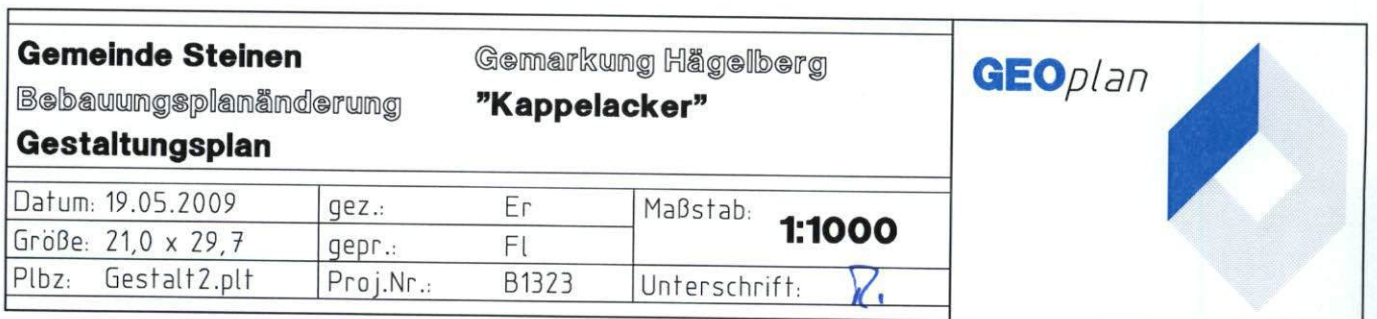 Gemeinde Steinen Gemarkung Hägelberg
Bebauungsplanänderung "Kappelacker"
Gestaltungsplan
GEOplan
Datum: 19.05.2009 gez.: Er Maßstab: 1:1000
Größe: 21,0 x 29,7 gepr.: Fl
Plbz: Gestalt2.plt Proj.Nr.: B1323 Unterschrift: